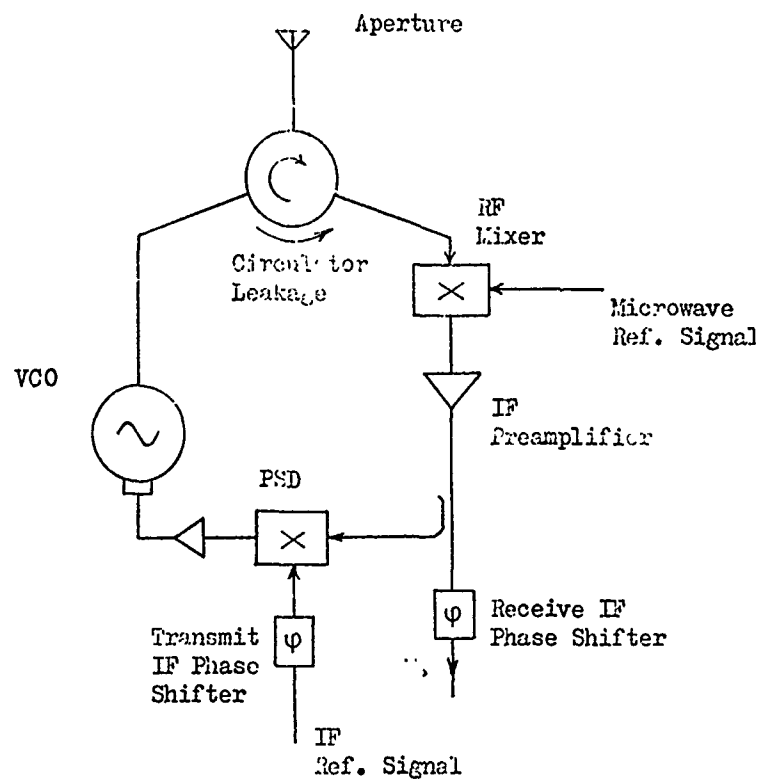 Aperture
RF
Mixer
Circulator
Leakage
Microwave
Ref. Signal
VCO
IF
Preamplifier
PSD
φ
Receive IF
Phase Shifter
Transmit
IF Phase
Shifter
φ
IF
Ref. Signal